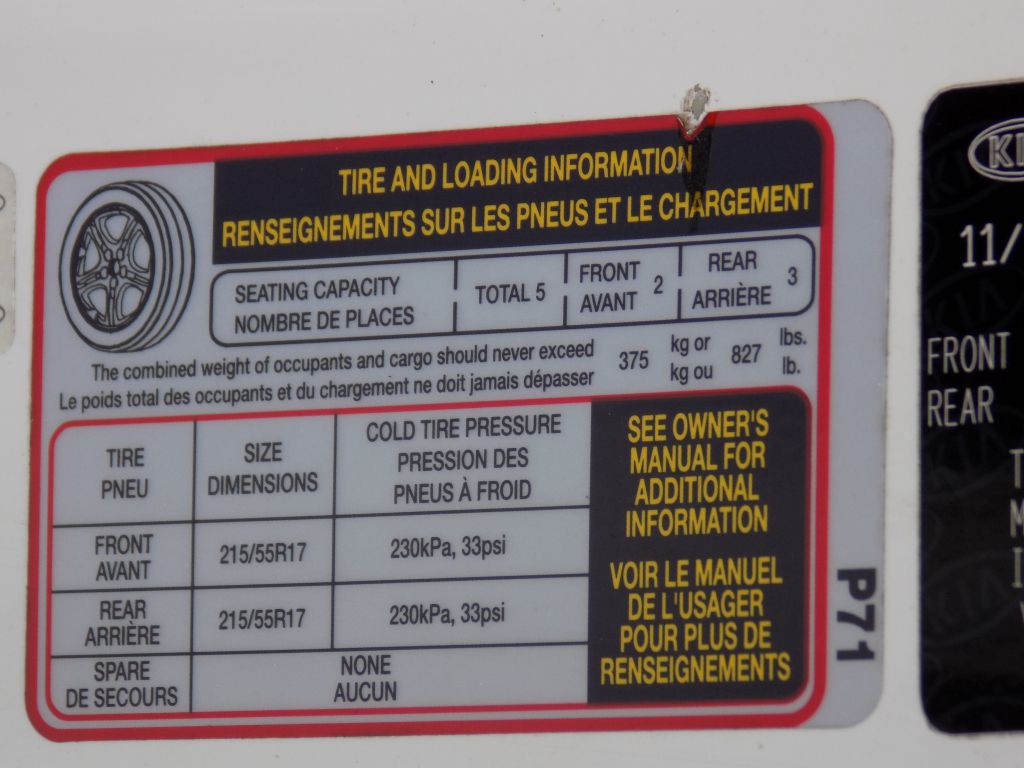 TIRE AND LOADING INFORMATION
RENSEIGNEMENTS SUR LES PNEUS ET LE CHARGEMENT
SEATING CAPACITY
NOMBRE DE PLACES
TOTAL 5
FRONT
AVANT
2
REAR
ARRIÈRE
3
The combined weight of occupants and cargo should never exceed
Le poids total des occupants et du chargement ne doit jamais dépasser
375
kg or
kg ou
827
lbs.
lb.
TIRE
PNEU
SIZE
DIMENSIONS
COLD TIRE PRESSURE
PRESSION DES
PNEUS À FROID
FRONT
AVANT
215/55R17
230kPa, 33psi
REAR
ARRIÈRE
215/55R17
230kPa, 33psi
SPARE
DE SECOURS
NONE
AUCUN
SEE OWNER'S
MANUAL FOR
ADDITIONAL
INFORMATION
VOIR LE MANUEL
DE L'USAGER
POUR PLUS DE
RENSEIGNEMENTS
P71
11/
FRONT
REAR